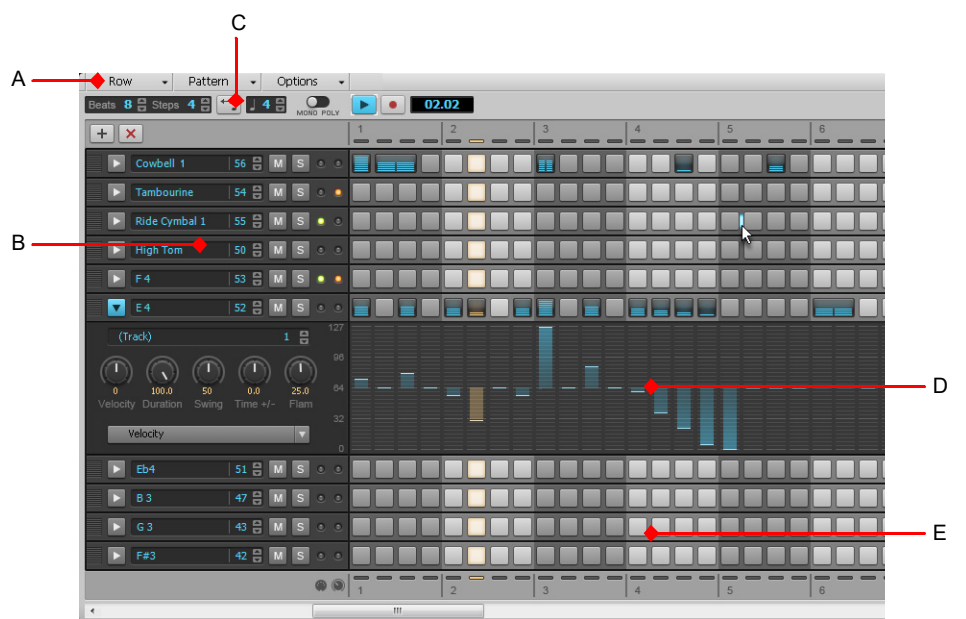 C
A
Row Pattern Options
Beats 8 Steps 4 4 MONO POLY 02.02
1 2 3 4 5 6
Cowbell 1 56 M S
Tambourine 54 M S
Ride Cymbal 1 55 M S
B
High Tom 50 M S
F 4 53 M S
E 4 52 M S
(Track) 1 127
96
64
D
32
0
0 100.0 50 0.0 25.0
Velocity Duration Swing Time +/- Flam
Velocity
Eb4 51 M S
B 3 47 M S
G 3 43 M S
E
F#3 42 M S
1 2 3 4 5 6